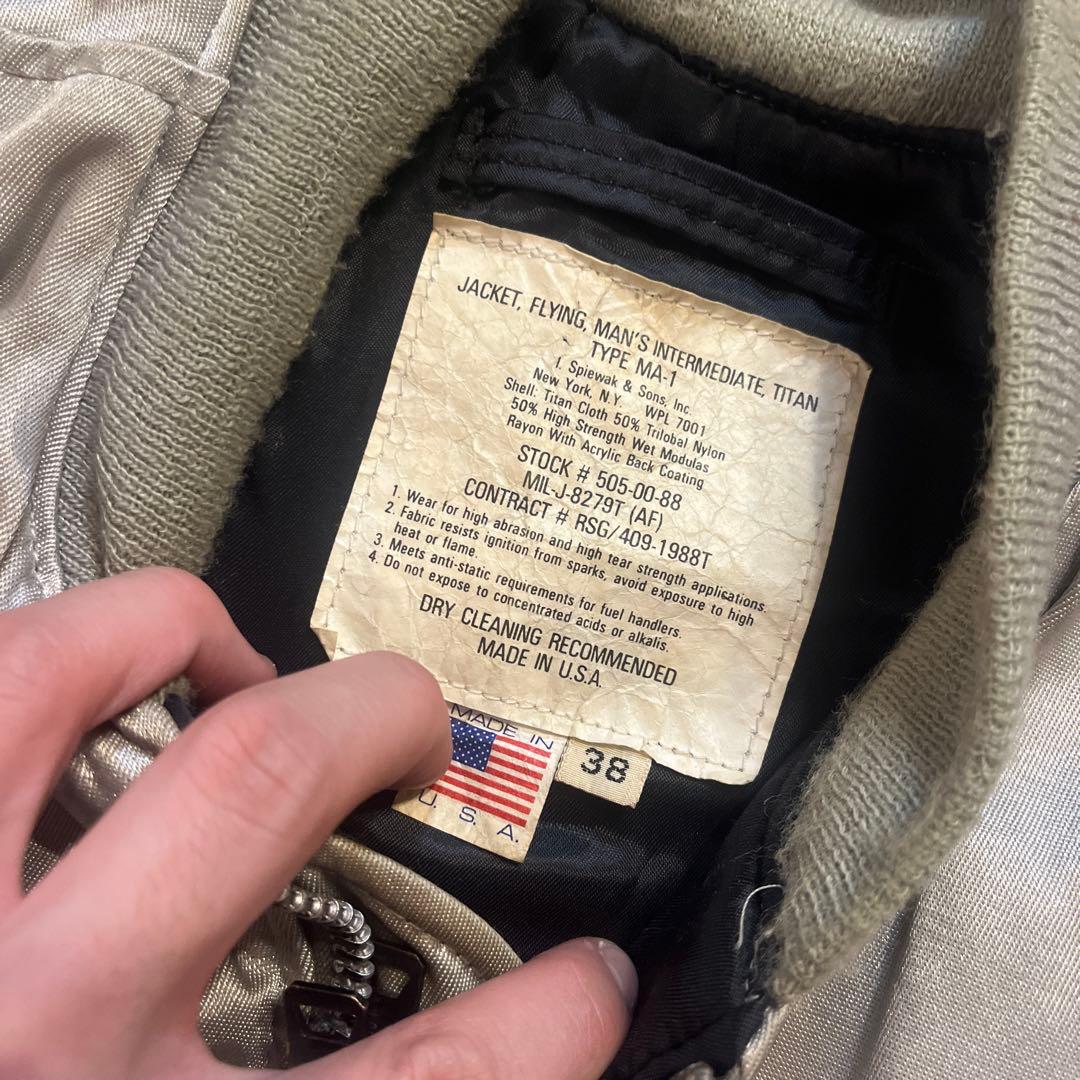 JACKET, FLYING, MAN'S INTERMEDIATE, TITAN
TYPE MA-1
I. Spiewak & Sons, Inc.
New York, N.Y. WPL 7001
Shell: Titan Cloth 50% Trilobal Nylon
50% High Strength Wet Modulas
Rayon With Acrylic Back Coating
STOCK # 505-00-88
MIL-J-8279T (AF)
CONTRACT # RSG/409-1988T
1. Wear for high abrasion and high tear strength applications.
2. Fabric resists ignition from sparks, avoid exposure to high
heat or flame.
3. Meets anti-static requirements for fuel handlers.
4. Do not expose to concentrated acids or alkalis.
DRY CLEANING RECOMMENDED
MADE IN U.S.A.
MADE IN
U. S. A.
38